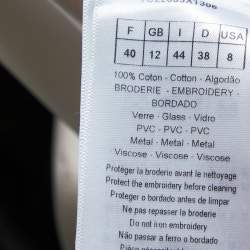 F GB I D USA
40 12 44 38 8
100% Coton - Cotton - Algodão
BRODERIE - EMBROIDERY -
BORDADO
Verre - Glass - Vidro
PVC - PVC - PVC
Métal - Metal - Metal
Viscose - Viscose - Viscose
Protéger la broderie avant le nettoyage
Protect the embroidery before cleaning
Proteger o bordado antes de limpar
Ne pas repasser la broderie
Do not iron embroidery
Não passar a ferro o bordado